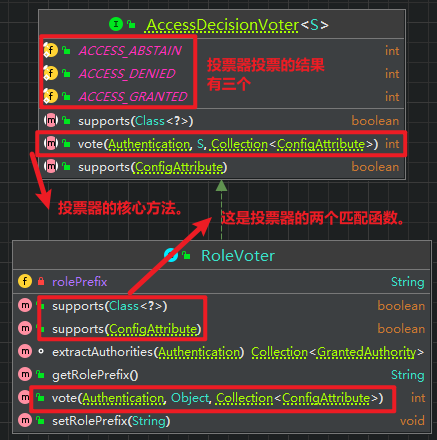 I AccessDecisionVoter<S>
f ACCESS_ABSTAIN int
f ACCESS_DENIED int
f ACCESS_GRANTED int
投票器投票的结果
有三个
m supports(Class<?>) boolean
m vote(Authentication, S, Collection<ConfigAttribute>) int
m supports(ConfigAttribute) boolean
投票器的核心方法。
这是投票器的两个匹配函数。
RoleVoter
f rolePrefix String
m supports(Class<?>) boolean
m supports(ConfigAttribute) boolean
m extractAuthorities(Authentication) Collection<GrantedAuthority>
m getRolePrefix() String
m vote(Authentication, Object, Collection<ConfigAttribute>) int
m setRolePrefix(String) void